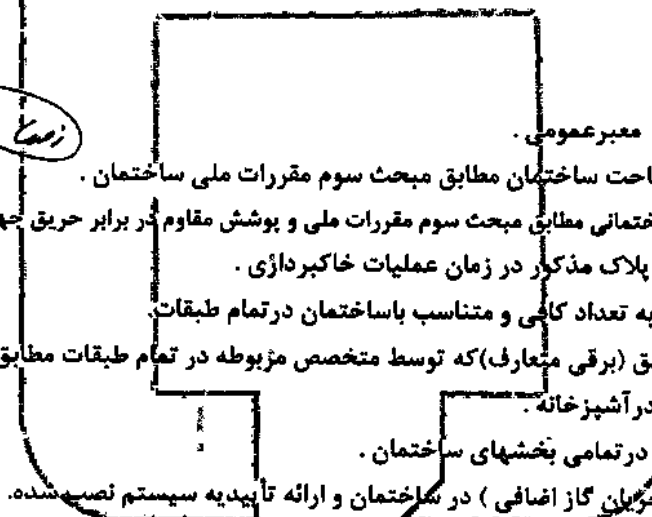 معبرعمومی .
احت ساختمان مطابق مبحث سوم مقررات ملی ساختمان .
ختمانی مطابق مبحث سوم مقررات ملی و پوشش مقاوم در برابر حریق جه
پلاک مذکور در زمان عملیات خاکبرداری .
به تعداد کافی و متناسب باساختمان درتمام طبقات.
ق (برقی متعارف)که توسط متخصص مربوطه در تمام طبقات مطابق
درآشپزخانه .
درتمامی بخشهای ساختمان .
جریان گاز اضافی ) در ساختمان و ارائه تاییدیه سیستم نصب شده.